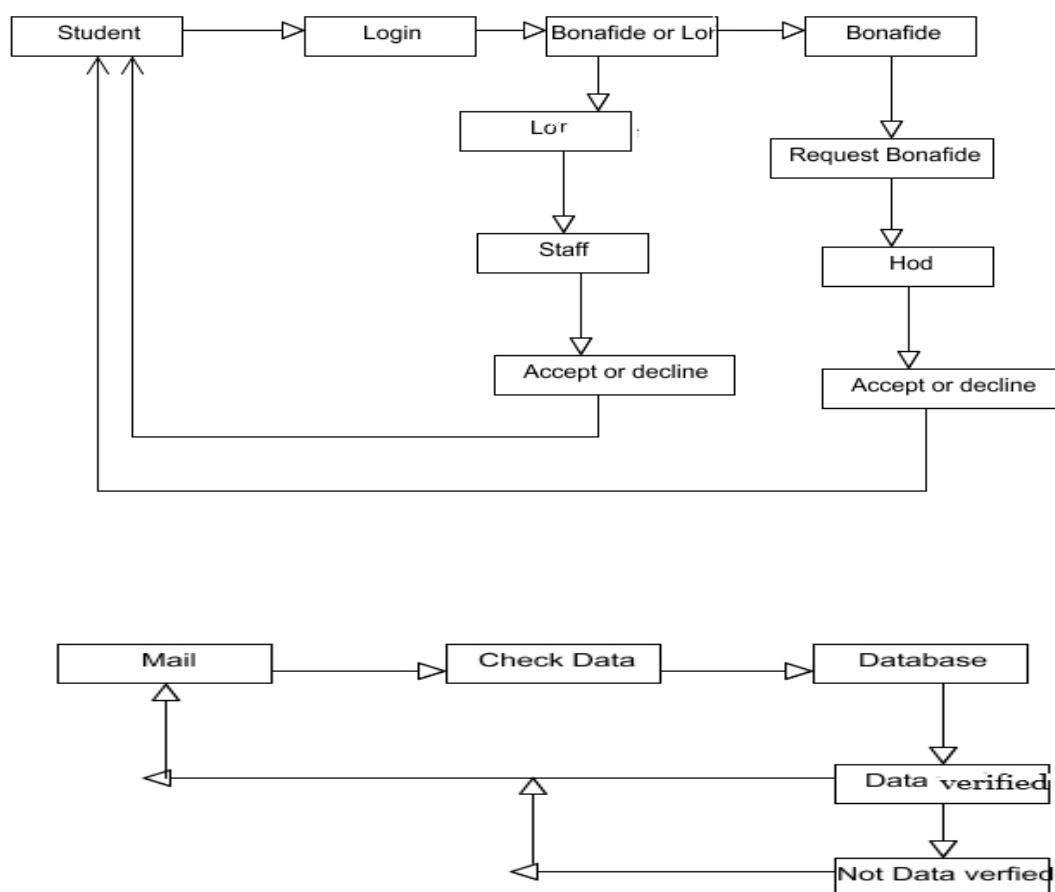 Student
Login
Bonafide or Lor
Bonafide
Lor
Request Bonafide
Staff
Hod
Accept or decline
Accept or decline
Mail
Check Data
Database
Data verified
Not Data verfied